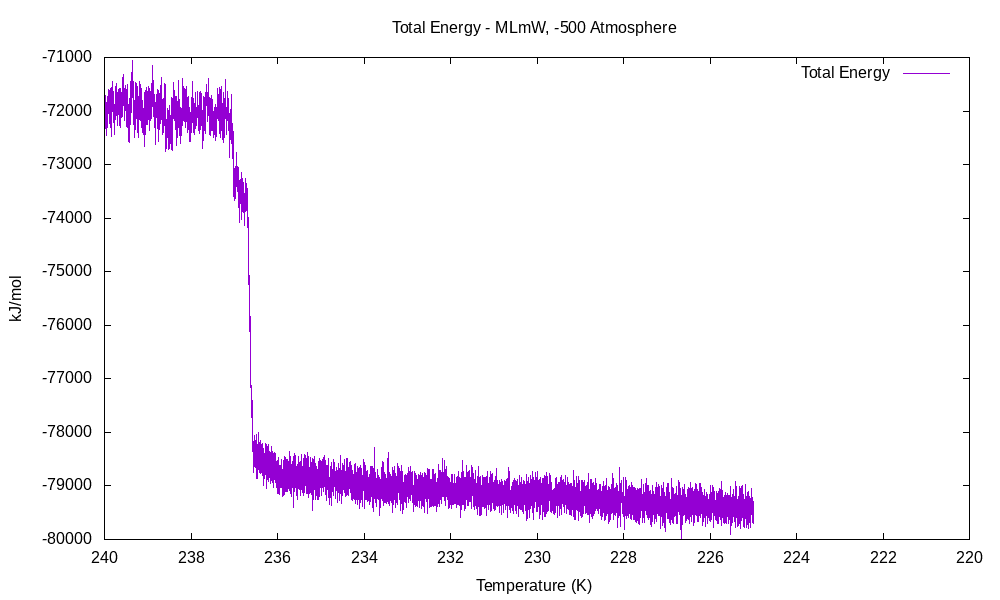 Total Energy - MLmW, -500 Atmosphere
Total Energy
-71000
-72000
-73000
-74000
-75000
-76000
-77000
-78000
-79000
-80000
kJ/mol
240 238 236 234 232 230 228 226 224 222 220
Temperature (K)